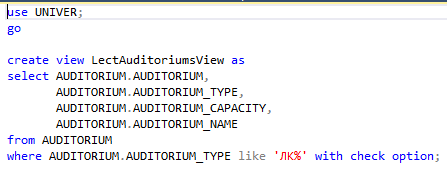 use UNIVER;
go
create view LectAuditoriumsView as
select AUDITORIUM.AUDITORIUM,
AUDITORIUM.AUDITORIUM_TYPE,
AUDITORIUM.AUDITORIUM_CAPACITY,
AUDITORIUM.AUDITORIUM_NAME
from AUDITORIUM
where AUDITORIUM.AUDITORIUM_TYPE like 'ЛК%' with check option;